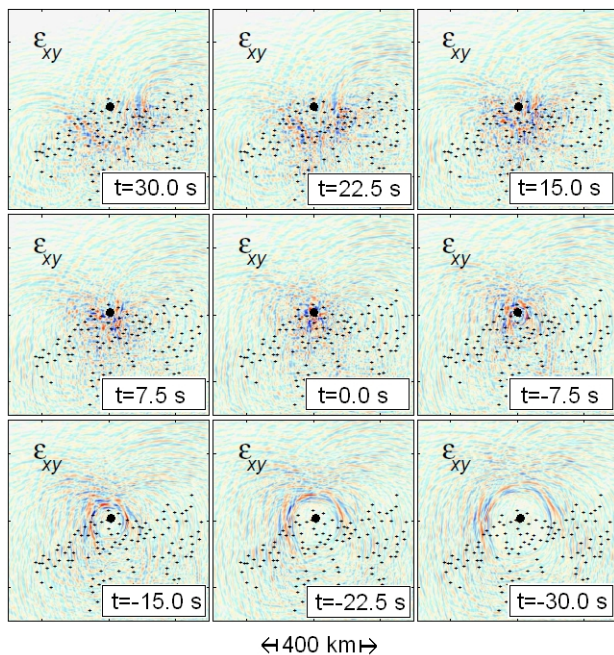 εxy
εxy
εxy
t=30.0 s
t=22.5 s
t=15.0 s
εxy
εxy
εxy
t=7.5 s
t=0.0 s
t=-7.5 s
εxy
εxy
εxy
t=-15.0 s
t=-22.5 s
t=-30.0 s
400 km